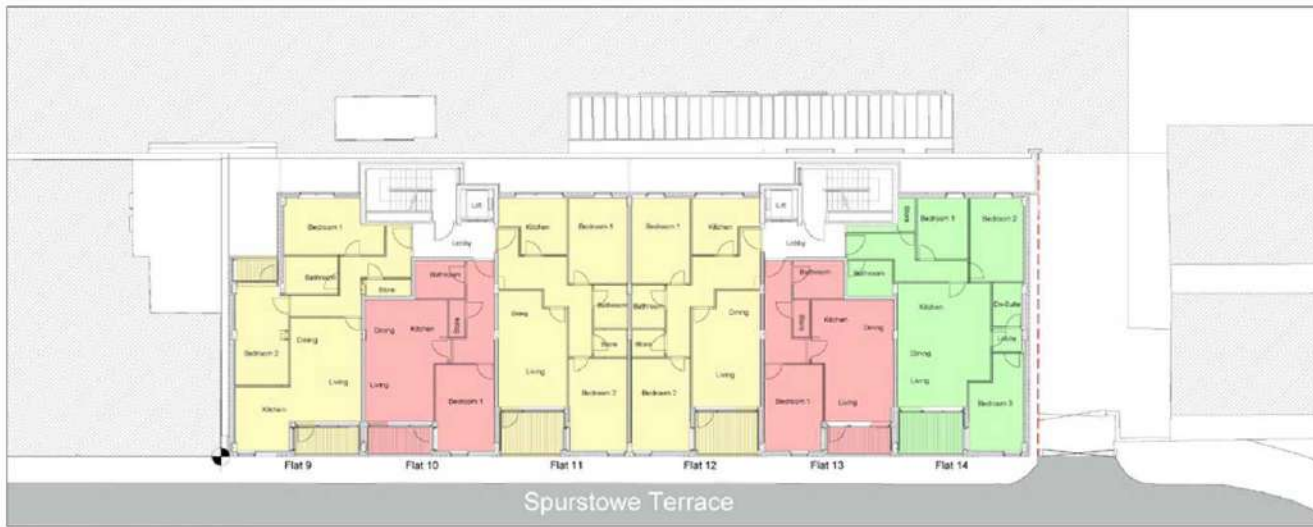 Store
Bedroom 1
Bedroom 2
Lift
Lift
Bedroom 1
Kitchen
Bedroom 1
Bedroom 1
Kitchen
Lobby
Lobby
Bathroom
Bathroom
Bathroom
Bathroom
Store
Bathroom
Bathroom
En-Suite
Kitchen
Dining
Dining
Dining
Kitchen
Store
Store
Kitchen
Dining
Dining
Store
Store
Bedroom 2
Dining
Living
Living
Living
Living
Living
Bedroom 2
Bedroom 2
Living
Bedroom 3
Kitchen
Bedroom 1
Bedroom 1
Flat 9
Flat 10
Flat 11
Flat 12
Flat 13
Flat 14
Spurstowe Terrace